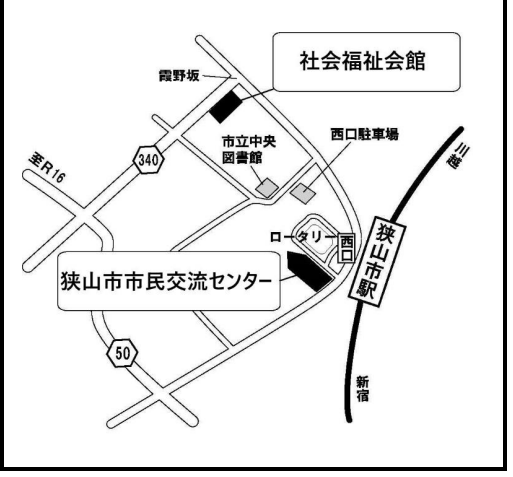 社会福祉会館
霞野坂
市立中央
図書館
西口駐車場
340
至R16
川越
ロータリー
西口
狭山市駅
狭山市市民交流センター
50
新宿